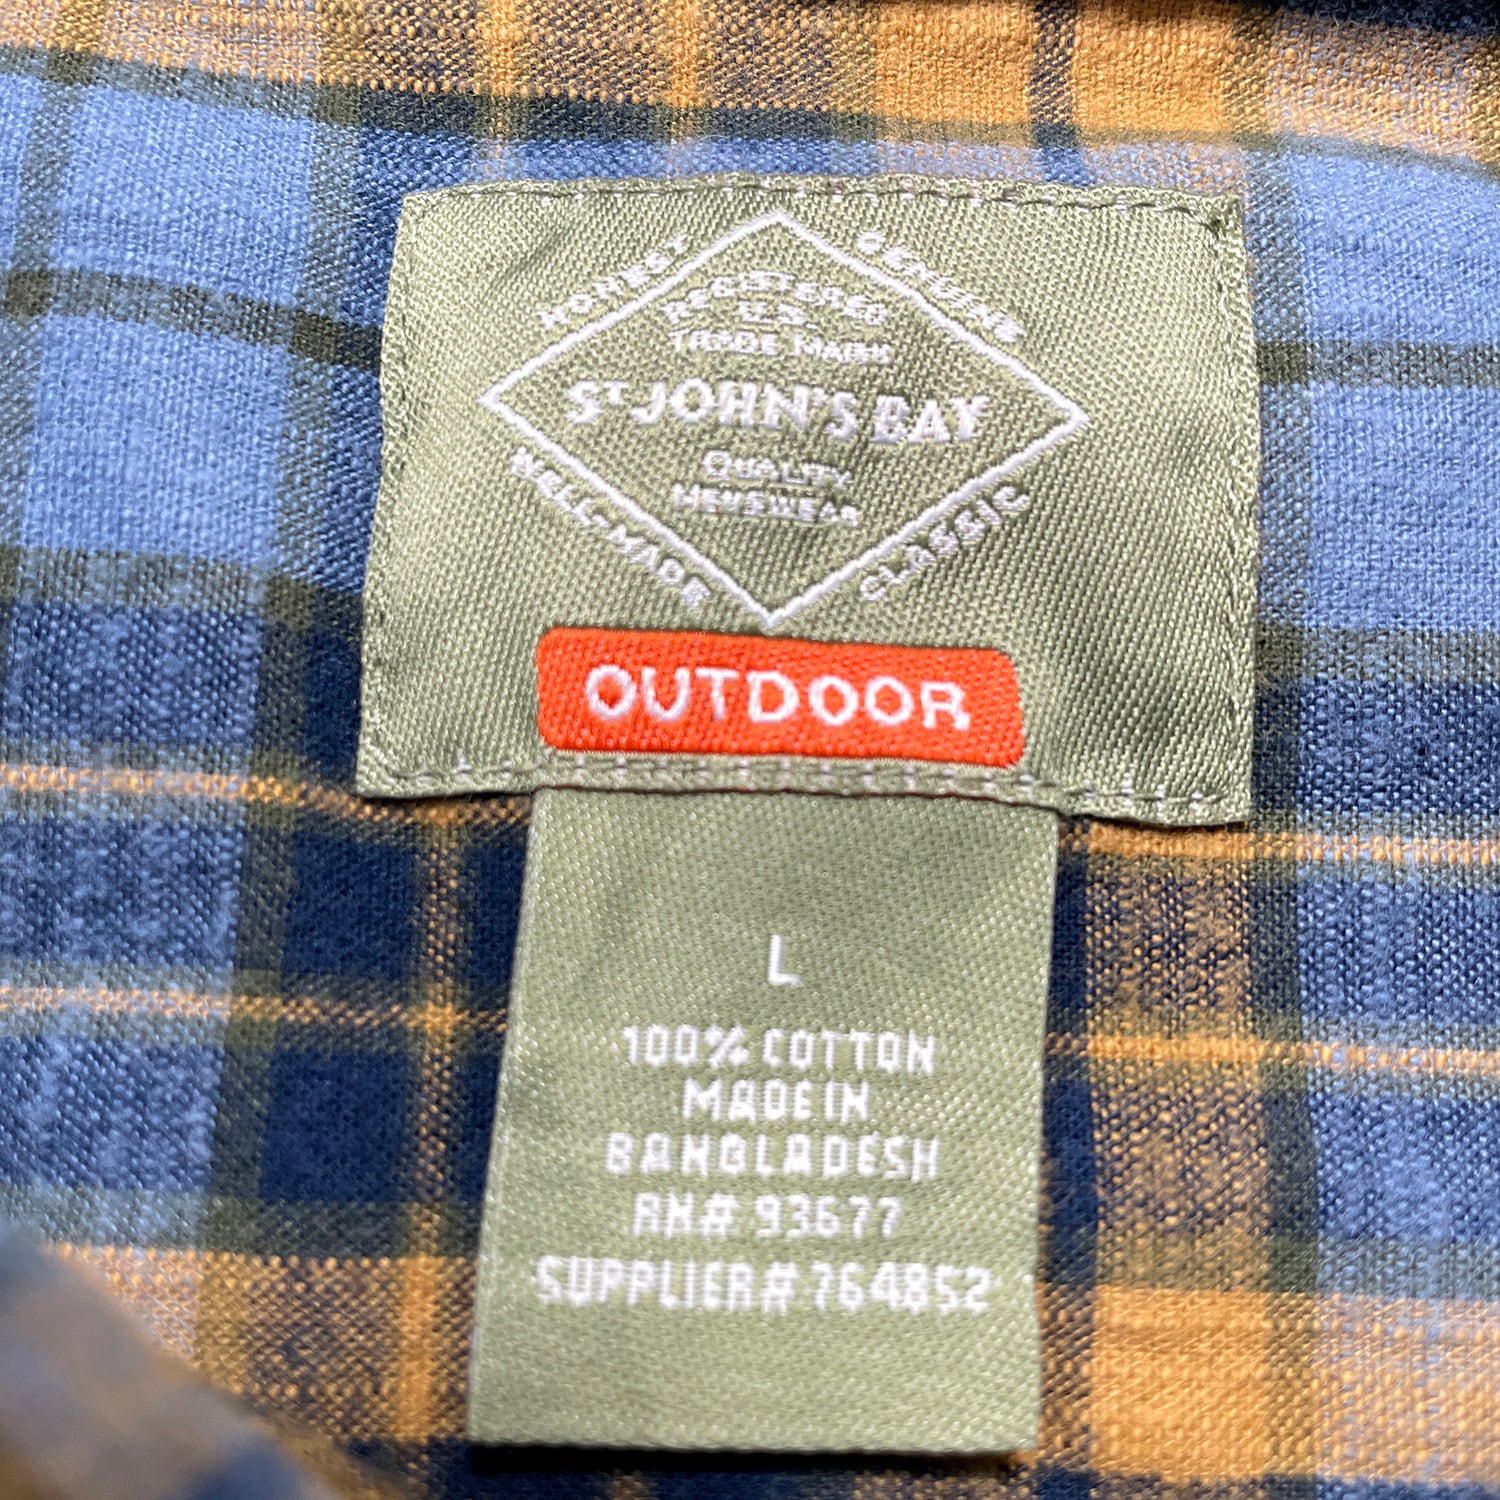 HONEST
GENUINE
REGISTERED
U.S.
TRADE MARK
ST JOHN'S BAY
QUALITY
MENSWEAR
WELL-MADE
CLASSIC
OUTDOOR
L
100% COTTON
MADE IN
BANGLADESH
RN# 93677
SUPPLIER# 764852